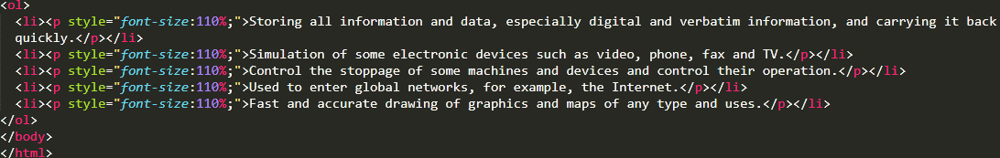 <ol>
<li><p style="font-size:110%;">Storing all information and data, especially digital and verbatim information, and carrying it back
quickly.</p></li>
<li><p style="font-size:110%;">Simulation of some electronic devices such as video, phone, fax and TV.</p></li>
<li><p style="font-size:110%;">Control the stoppage of some machines and devices and control their operation.</p></li>
<li><p style="font-size:110%;">Used to enter global networks, for example, the Internet.</p></li>
<li><p style="font-size:110%;">Fast and accurate drawing of graphics and maps of any type and uses.</p></li>
</ol>
</body>
</html>